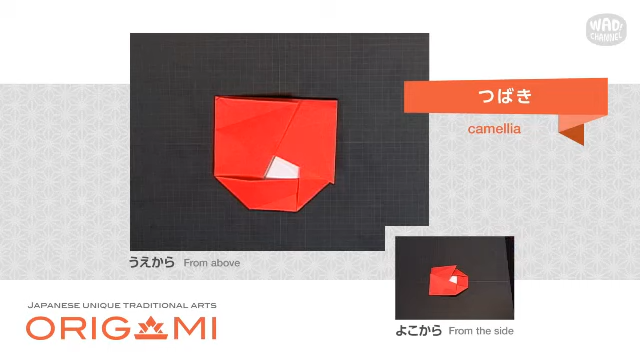 WAD!
CHANNEL
つばき
camellia
うえから From above
よこから From the side
JAPANESE UNIQUE TRADITIONAL ARTS
ORIGAMI